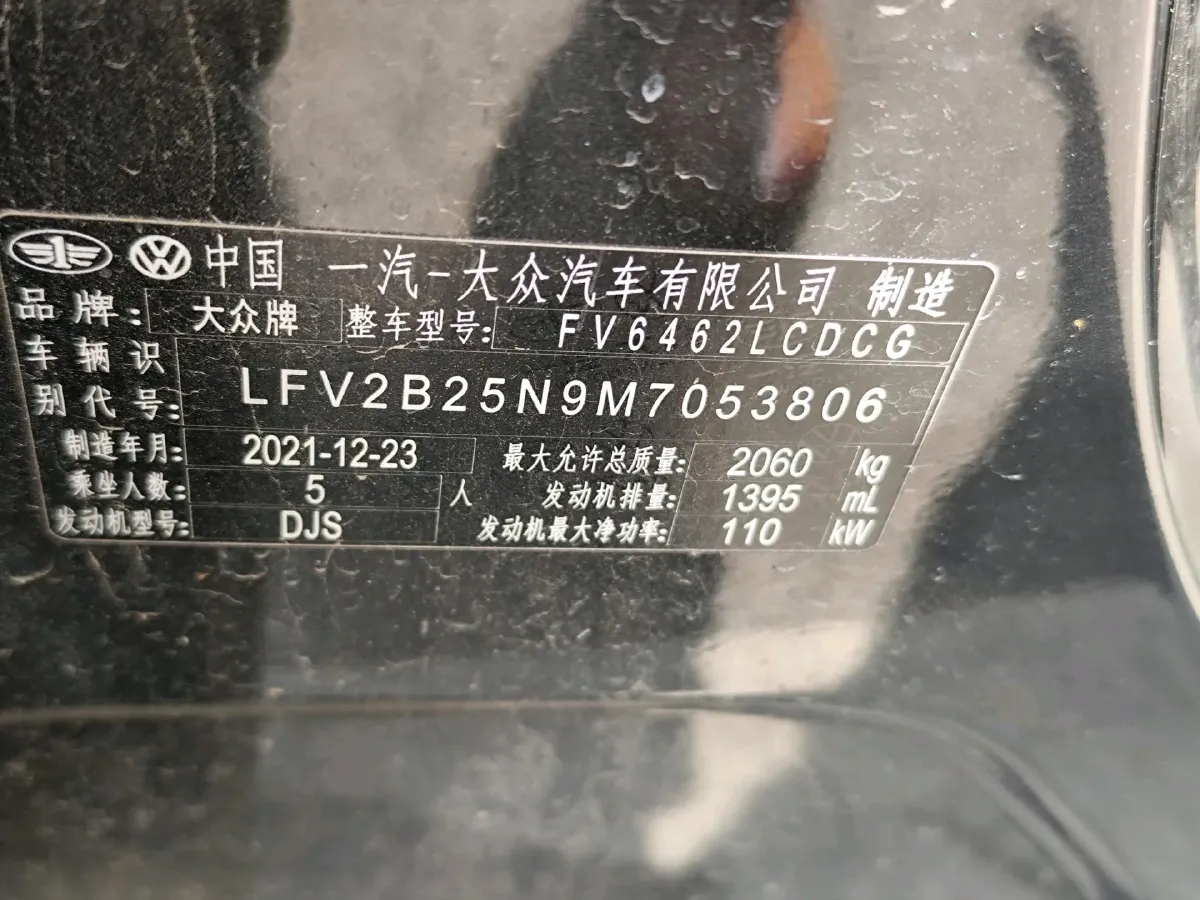 中国 一汽-大众汽车有限公司 制造
品牌: 大众牌 整车型号: FV6462LCDCG
车辆识别代号: LFV2B25N9M7053806
制造年月: 2021-12-23 最大允许总质量: 2060 kg
乘坐人数: 5 人 发动机排量: 1395 mL
发动机型号: DJS 发动机最大净功率: 110 kW